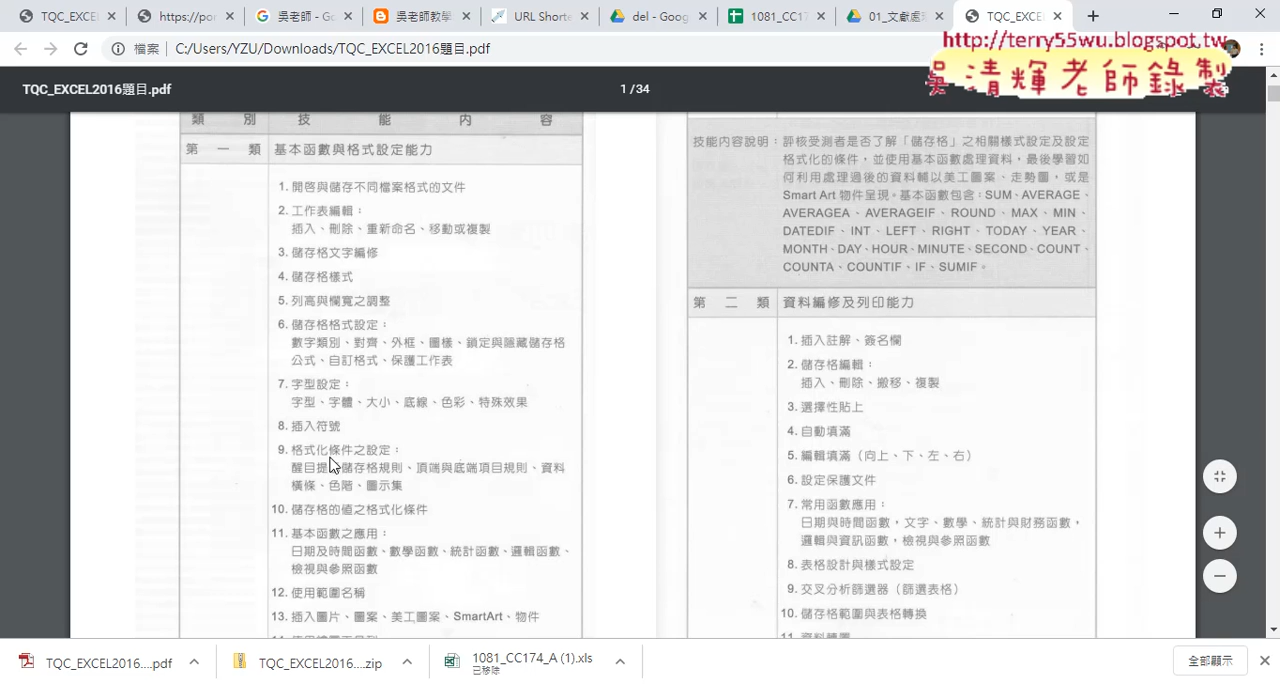 TQC_EXCE
https://por
吳老師 - Go
吳老師教學
URL Shorte
del - Goog
1081_CC17
01_文獻處
TQC_EXCE
檔案 | C:/Users/YZU/Downloads/TQC_EXCEL2016題目.pdf
http://terry55wu.blogspot.tw
吳清輝老師錄製
TQC_EXCEL2016題目.pdf
1 / 34
類 別 技 能 內 容
第 一 類 基本函數與格式設定能力
1. 開啓與儲存不同檔案格式的文件
2. 工作表編輯：
插入、刪除、重新命名、移動或複製
3. 儲存格文字編修
4. 儲存格樣式
5. 列高與欄寬之調整
6. 儲存格格式設定：
數字類別、對齊、外框、圖樣、鎖定與隱藏儲存格
公式、自訂格式、保護工作表
7. 字型設定：
字型、字體、大小、底線、色彩、特殊效果
8. 插入符號
9. 格式化條件之設定：
醒目提 儲存格規則、頂端與底端項目規則、資料
橫條、色階、圖示集
10. 儲存格的值之格式化條件
11. 基本函數之應用：
日期及時間函數、數學函數、統計函數、邏輯函數、
檢視與參照函數
12. 使用範圍名稱
13. 插入圖片、圖案、美工圖案、SmartArt、物件
技能內容說明：評核受測者是否了解「儲存格」之相關樣式設定及設定
格式化的條件，並使用基本函數處理資料，最後學習如
何利用處理過後的資料輔以美工圖案、走勢圖，或是
Smart Art 物件呈現。基本函數包含：SUM、AVERAGE、
AVERAGEA、AVERAGEIF、ROUND、MAX、MIN、
DATEDIF、INT、LEFT、RIGHT、TODAY、YEAR、
MONTH、DAY、HOUR、MINUTE、SECOND、COUNT、
COUNTA、COUNTIF、IF、SUMIF。
第 二 類 資料編修及列印能力
1. 插入註解、簽名欄
2. 儲存格編輯：
插入、刪除、搬移、複製
3. 選擇性貼上
4. 自動填滿
5. 編輯填滿（向上、下、左、右）
6. 設定保護文件
7. 常用函數應用：
日期與時間函數，文字、數學、統計與財務函數，
邏輯與資訊函數，檢視與參照函數
8. 表格設計與樣式設定
9. 交叉分析篩選器（篩選表格）
10. 儲存格範圍與表格轉換
TQC_EXCEL2016....pdf
TQC_EXCEL2016....zip
1081_CC174_A (1).xls
已移除
全部顯示